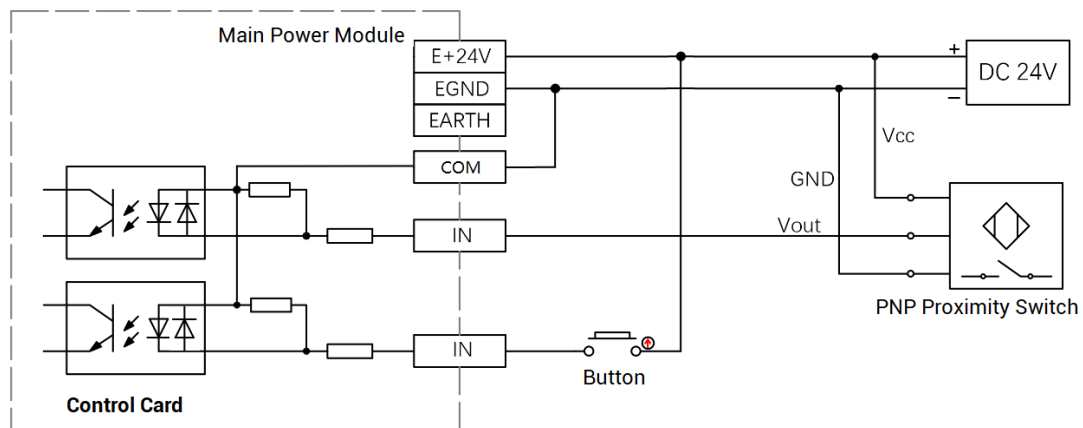 Main Power Module
E+24V
EGND
EARTH
COM
IN
IN
+
DC 24V
−
Vcc
GND
Vout
PNP Proximity Switch
Button
Control Card